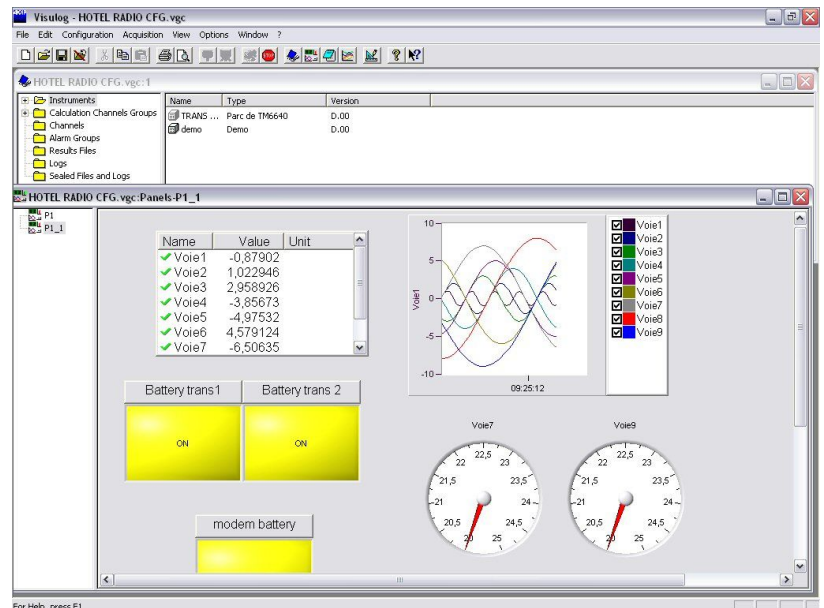 Visulog - HOTEL RADIO CFG.vgc
File Edit Configuration Acquisition View Options Window ?
HOTEL RADIO CFG.vgc:1
Instruments
Calculation Channels Groups
Channels
Alarm Groups
Results Files
Logs
Sealed Files and Logs
Name Type Version
TRANS ... Parc de TM6640 D.00
demo Demo D.00
HOTEL RADIO CFG.vgc:Panels-P1_1
P1
P1_1
Name Value Unit
Voie1 -0,87902
Voie2 1,022946
Voie3 2,958926
Voie4 -3,85673
Voie5 -4,97532
Voie6 4,579124
Voie7 -6,50635
Voie1
10
5
0
-5
-10
09:25:12
Voie1
Voie2
Voie3
Voie4
Voie5
Voie6
Voie7
Voie8
Voie9
Battery trans1 Battery trans 2
ON ON
modem battery
Voie7
20 20,5 21 21,5 22 22,5 23 23,5 24 24,5 25
Voie9
20 20,5 21 21,5 22 22,5 23 23,5 24 24,5 25
For Help, press F1